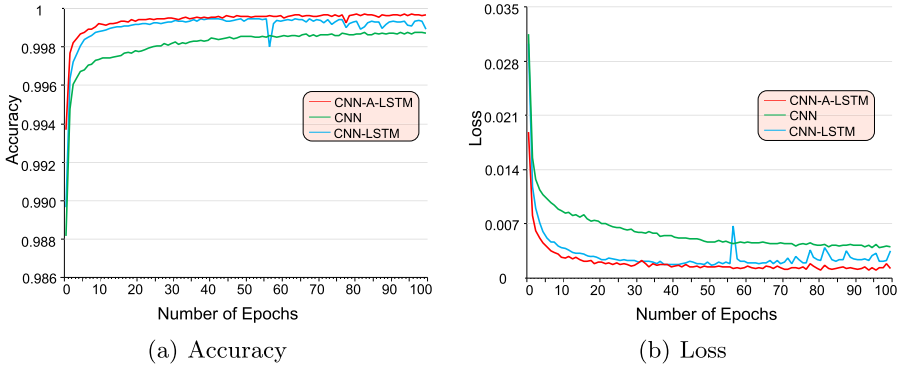 1
0.998
0.996
0.994
0.992
0.990
0.988
0.986
Accuracy
0 10 20 30 40 50 60 70 80 90 100
Number of Epochs
CNN-A-LSTM
CNN
CNN-LSTM
(a) Accuracy
0.035
0.028
0.021
0.014
0.007
0
Loss
0 10 20 30 40 50 60 70 80 90 100
Number of Epochs
CNN-A-LSTM
CNN
CNN-LSTM
(b) Loss